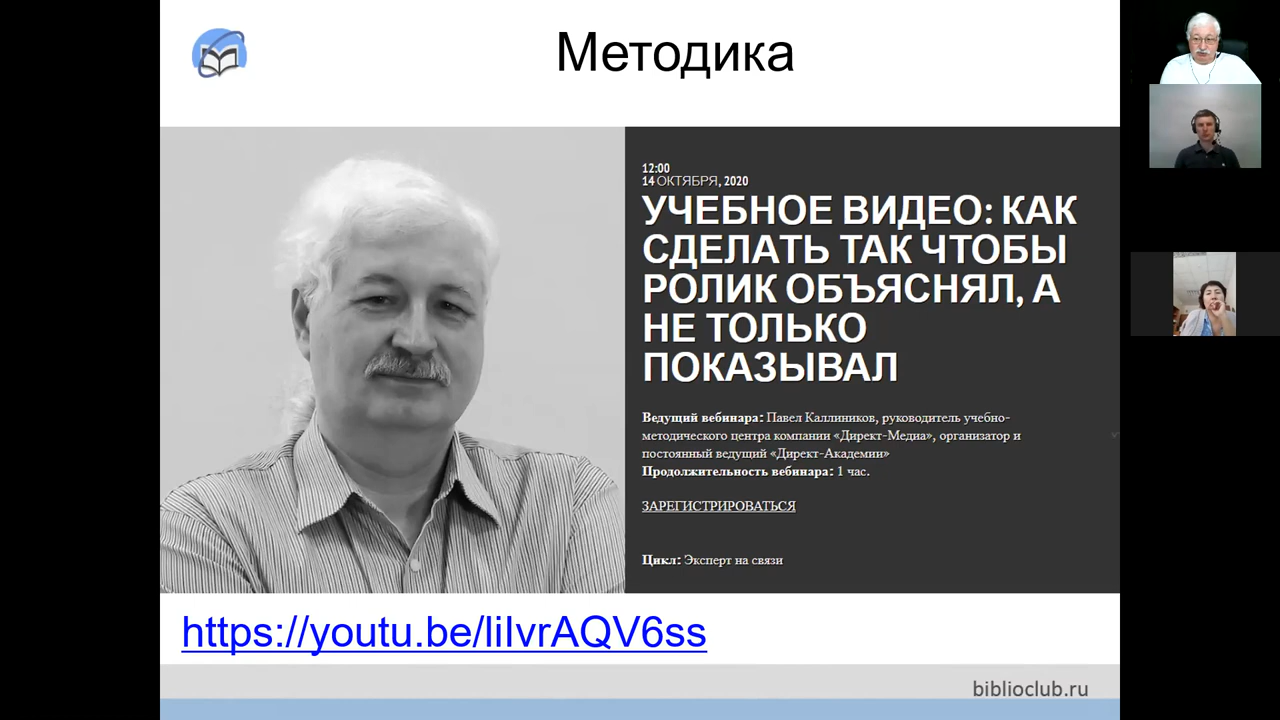 Методика
12:00
14 ОКТЯБРЯ, 2020
УЧЕБНОЕ ВИДЕО: КАК
СДЕЛАТЬ ТАК ЧТОБЫ
РОЛИК ОБЪЯСНЯЛ, А
НЕ ТОЛЬКО
ПОКАЗЫВАЛ
Ведущий вебинара: Павел Каллиников, руководитель учебно-
методического центра компании «Директ-Медиа», организатор и
постоянный ведущий «Директ-Академии»
Продолжительность вебинара: 1 час.
ЗАРЕГИСТРИРОВАТЬСЯ
Цикл: Эксперт на связи
https://youtu.be/liIvrAQV6ss
biblioclub.ru